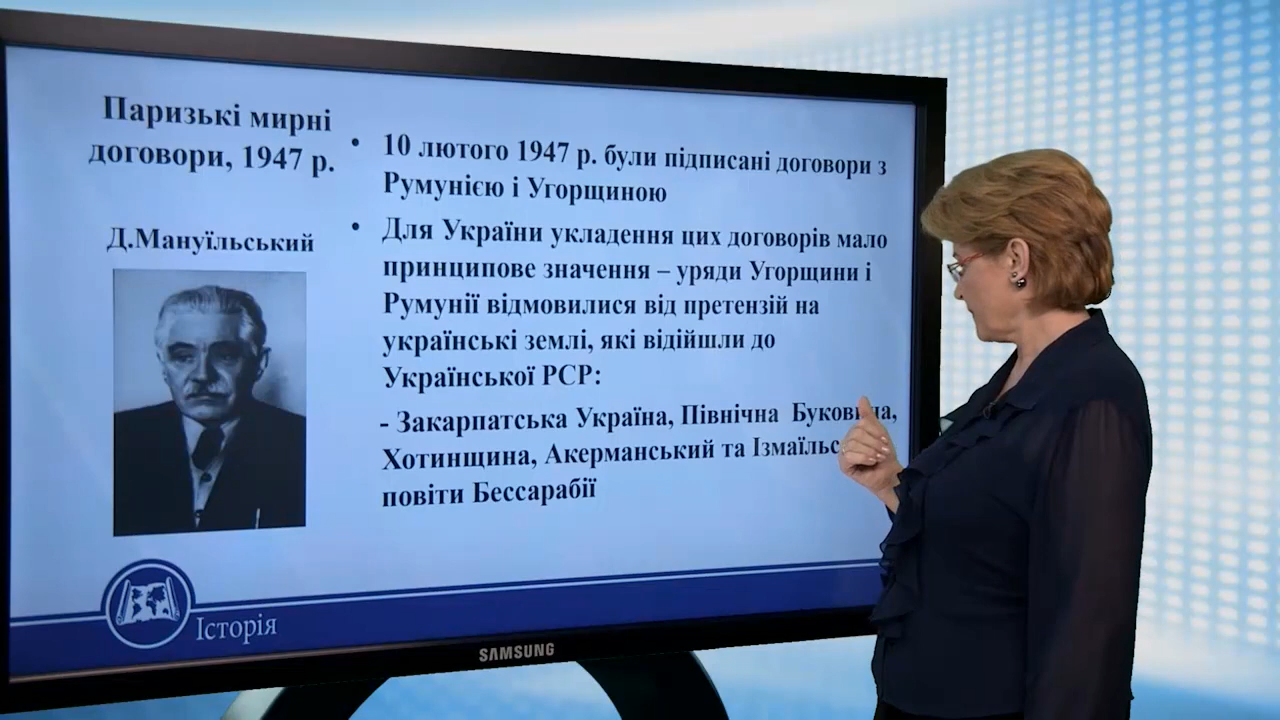 Паризькі мирні
договори, 1947 р.
Д.Мануїльський
• 10 лютого 1947 р. були підписані договори з
Румунією і Угорщиною
• Для України укладення цих договорів мало
принципове значення – уряди Угорщини і
Румунії відмовилися від претензій на
українські землі, які відійшли до
Української РСР:
- Закарпатська Україна, Північна Буковина,
Хотинщина, Акерманський та
повіти Бессарабії
Історія
SAMSUNG